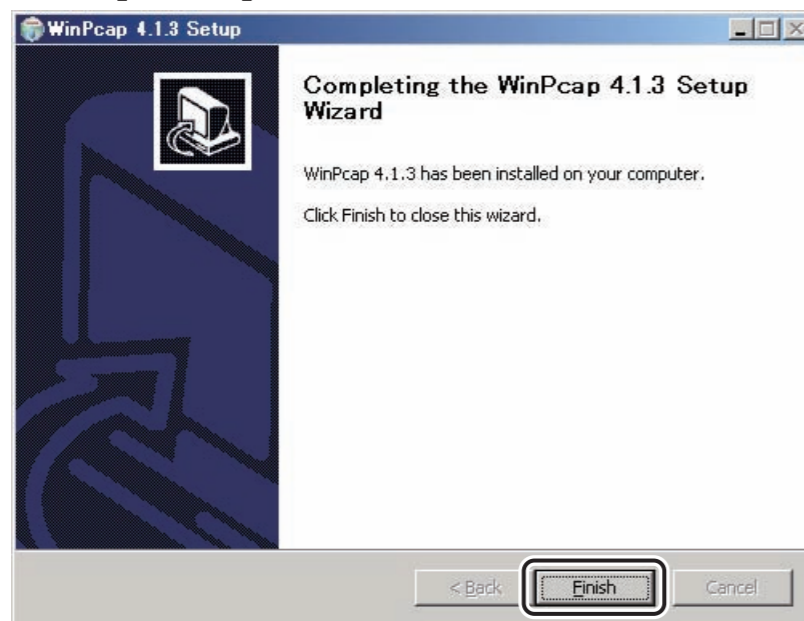 WinPcap 4.1.3 Setup
Completing the WinPcap 4.1.3 Setup
Wizard
WinPcap 4.1.3 has been installed on your computer.
Click Finish to close this wizard.
< Back Finish Cancel